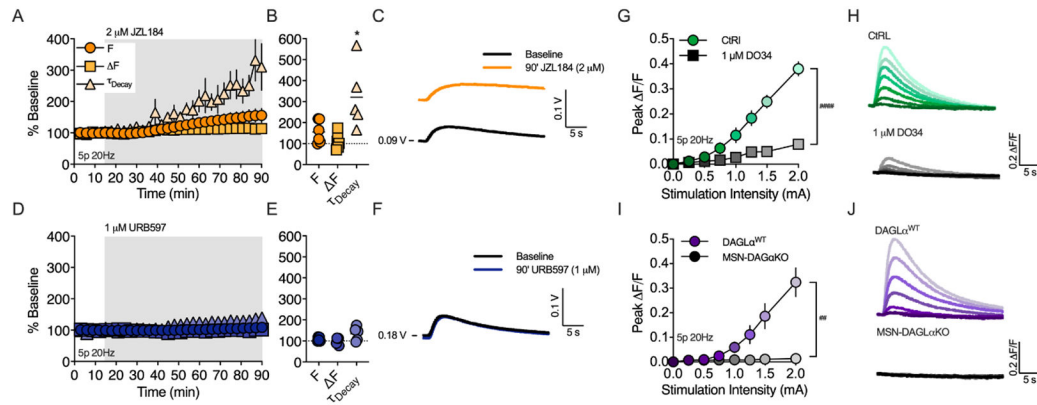 A
2 μM JZL184
F
ΔF
τDecay
% Baseline
600
500
400
300
200
100
0
5p 20Hz
0 10 20 30 40 50 60 70 80 90
Time (min)
B
*
600
500
400
300
200
100
0
F
ΔF
τDecay
C
Baseline
90' JZL184 (2 μM)
0.09 V
0.1 V
5 s
G
CtRl
1 μM DO34
Peak ΔF/F
0.5
0.4
0.3
0.2
0.1
0.0
5p 20Hz
####
0.0 0.5 1.0 1.5 2.0
Stimulation Intensity (mA)
H
CtRL
1 μM DO34
0.2 ΔF/F
5 s
D
1 μM URB597
% Baseline
600
500
400
300
200
100
0
5p 20Hz
0 10 20 30 40 50 60 70 80 90
Time (min)
E
600
500
400
300
200
100
0
F
ΔF
τDecay
F
Baseline
90' URB597 (1 μM)
0.18 V
0.1 V
5 s
I
DAGLαWT
MSN-DAGαKO
Peak ΔF/F
0.5
0.4
0.3
0.2
0.1
0.0
5p 20Hz
##
0.0 0.5 1.0 1.5 2.0
Stimulation Intensity (mA)
J
DAGLαWT
MSN-DAGLαKO
0.2 ΔF/F
5 s